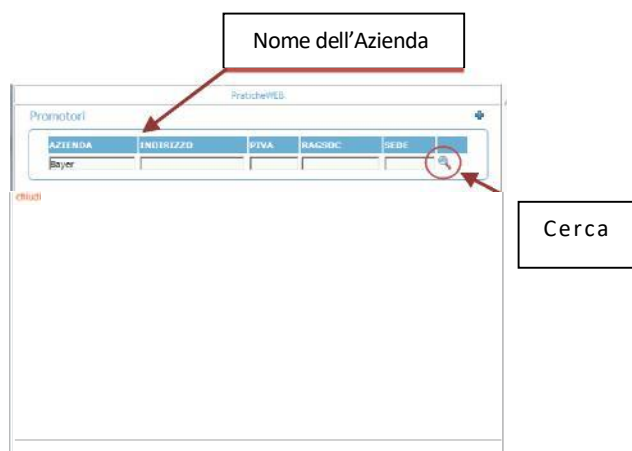 Nome dell'Azienda
PraticheWEB
Promotori
AZIENDA INDIRIZZO PIVA RAGSOC SEDE
Bayer
chiudi
Cerca